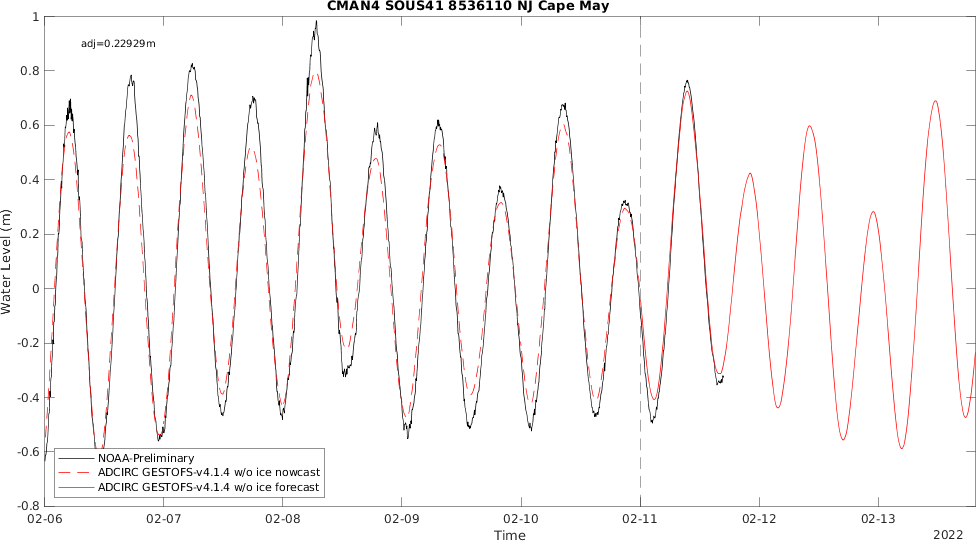 CMAN4 SOUS41 8536110 NJ Cape May
adj=0.22929m
1
0.8
0.6
0.4
0.2
0
-0.2
-0.4
-0.6
-0.8
Water Level (m)
NOAA-Preliminary
ADCIRC GESTOFS-v4.1.4 w/o ice nowcast
ADCIRC GESTOFS-v4.1.4 w/o ice forecast
02-06 02-07 02-08 02-09 02-10 02-11 02-12 02-13
Time
2022